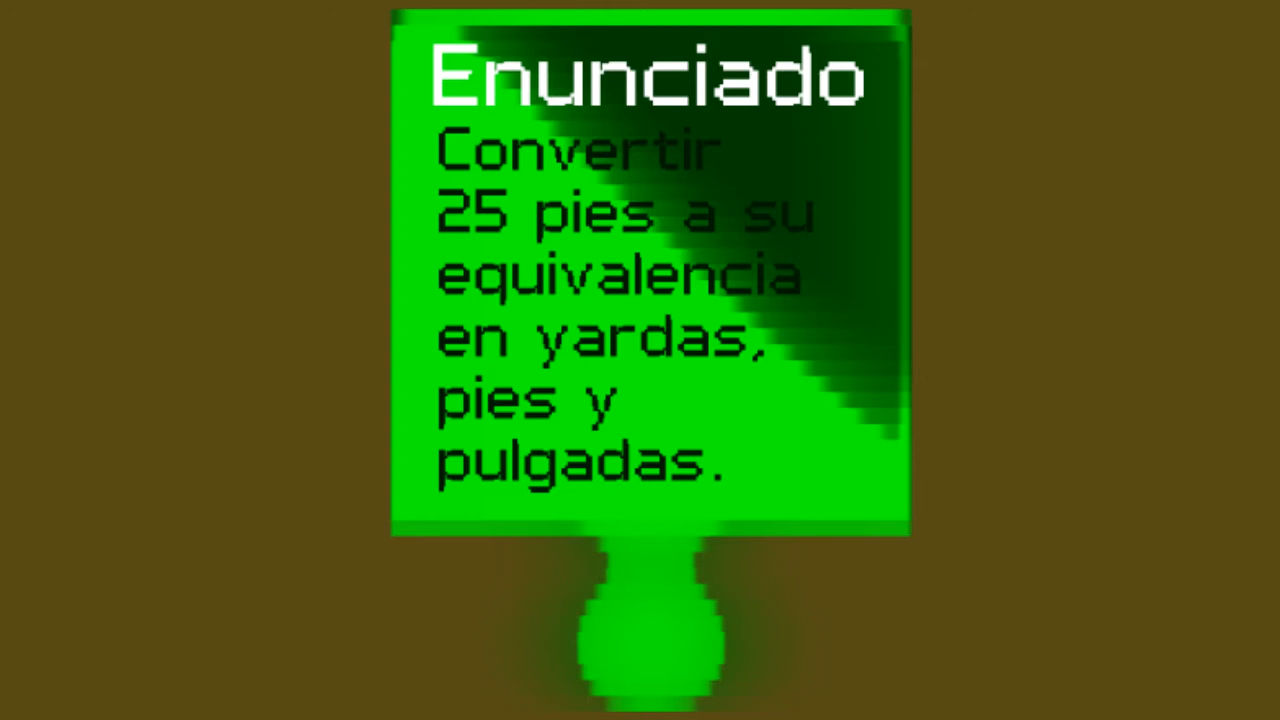 Enunciado
Convertir
25 pies a su
equivalencia
en yardas,
pies y
pulgadas.